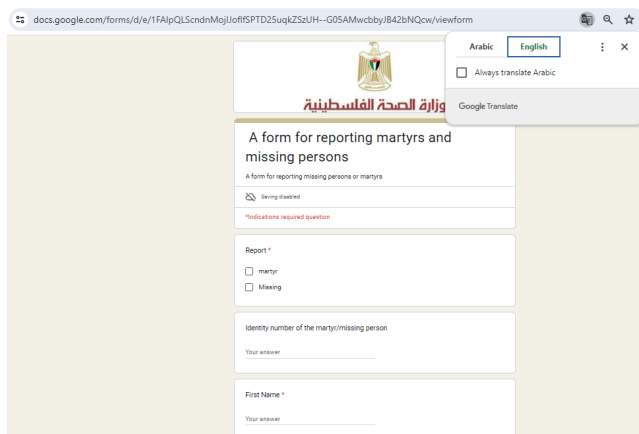 docs.google.com/forms/d/e/1FAIpQLScndnMojlJoflfSPTD25uqkZSzUH--G05AMwcbbyJB42bNQcw/viewform
Arabic English
Always translate Arabic
Google Translate
وزارة الصحة الفلسطينية
A form for reporting martyrs and
missing persons
A form for reporting missing persons or martyrs
Saving disabled
*Indications required question
Report *
martyr
Missing
Identity number of the martyr/missing person
Your answer
First Name *
Your answer